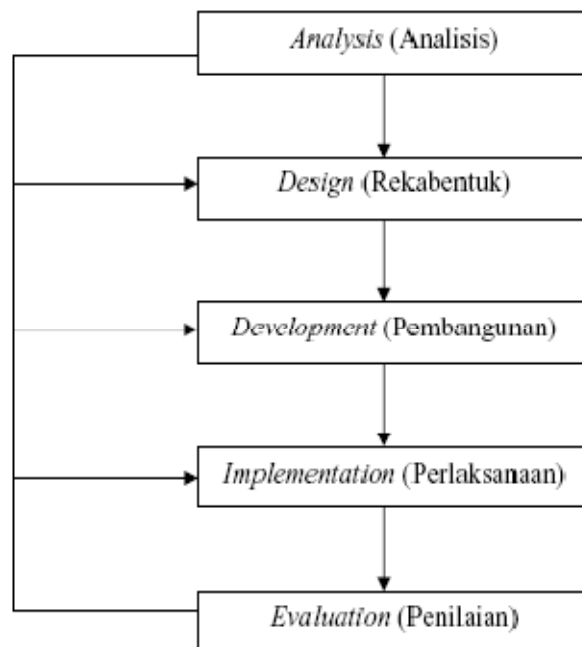 Analysis (Analisis)
Design (Rekabentuk)
Development (Pembangunan)
Implementation (Perlaksanaan)
Evaluation (Penilaian)